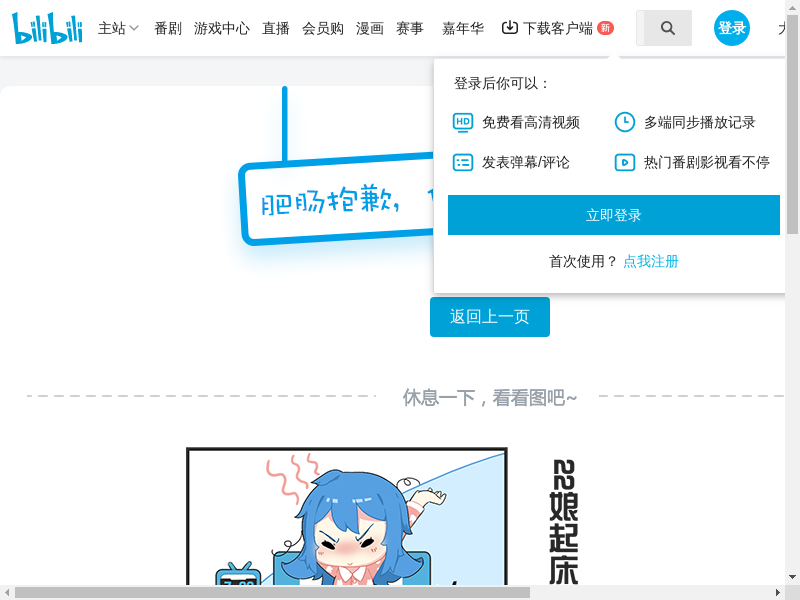 bilibili
主站 番剧 游戏中心 直播 会员购 漫画 赛事 嘉年华 下载客户端 新 登录
登录后你可以：
HD 免费看高清视频 多端同步播放记录
发表弹幕/评论 热门番剧影视看不停
立即登录
首次使用？ 点我注册
肥肠抱歉，
返回上一页
休息一下，看看图吧~
22娘起床